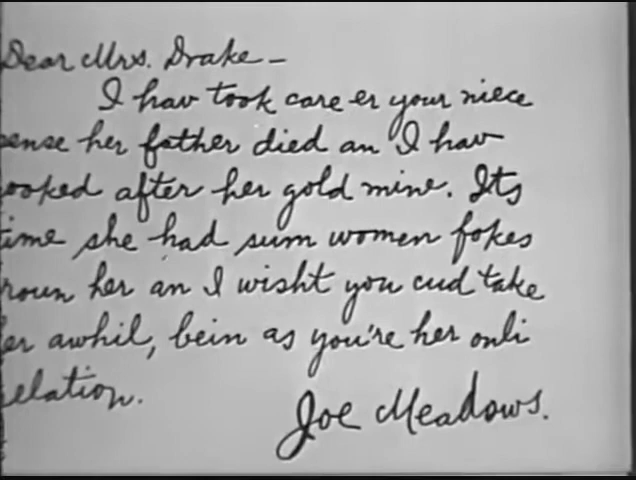 Dear Mrs. Drake—
I hav took care er your niece
sense her father died an I hav
ooked after her gold mine. Its
time she had sum women fokes
roun her an I wisht you cud take
er awhil, bein as you're her onli
elation.
Joe Meadows.